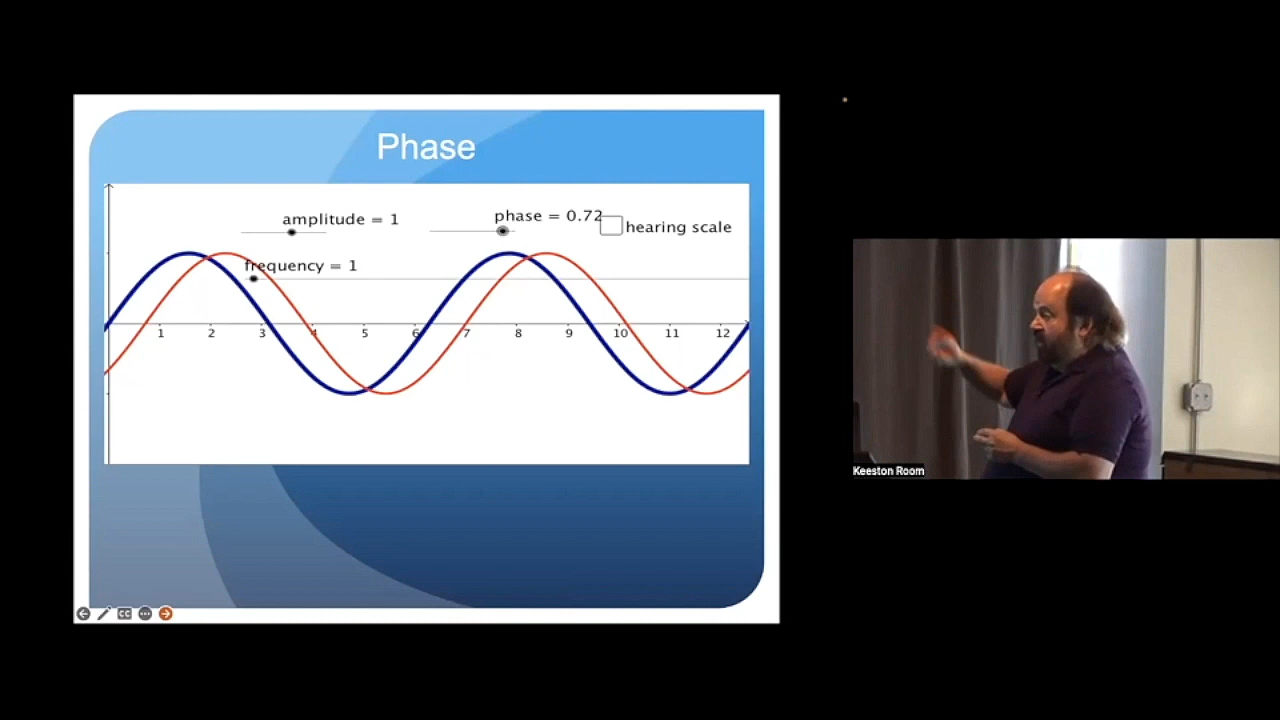 Phase
amplitude = 1
phase = 0.72
hearing scale
frequency = 1
1 2 3 4 5 6 7 8 9 10 11 12
CC
Keeston Room